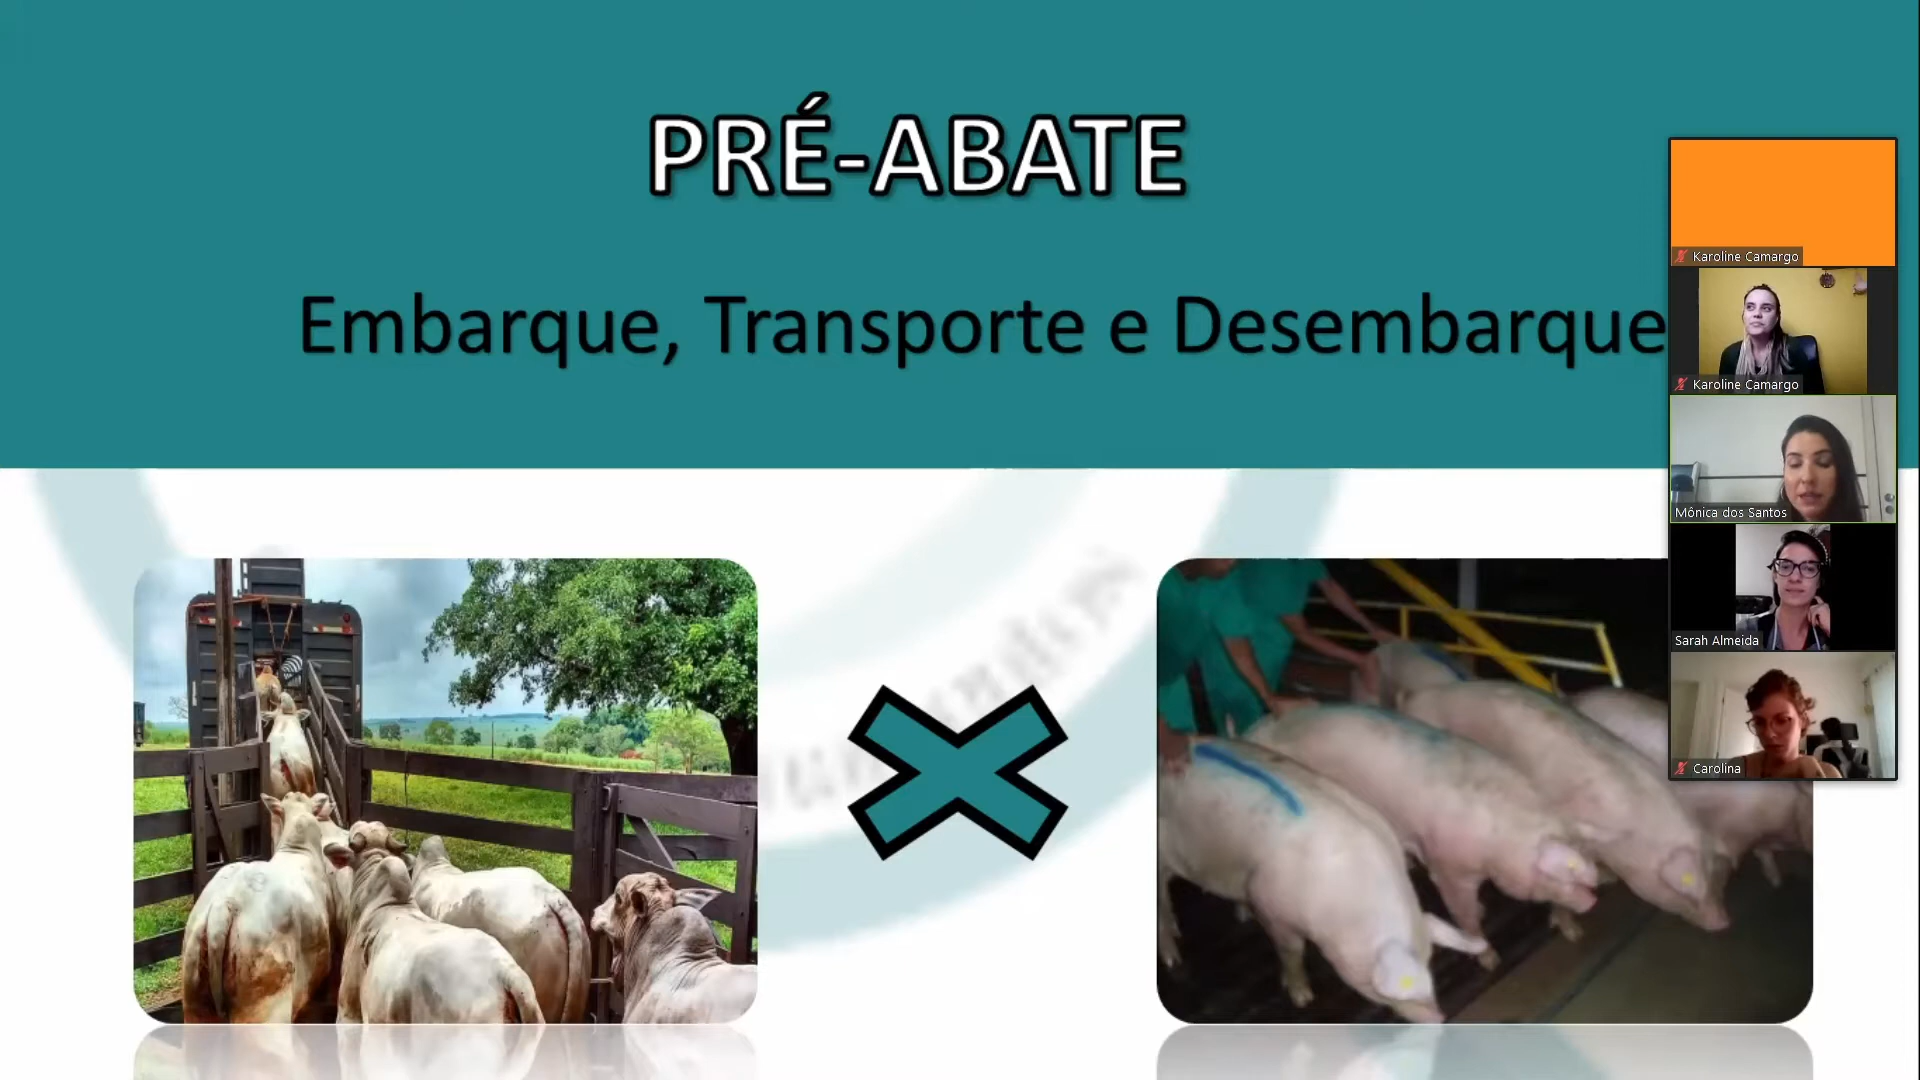 PRÉ-ABATE
Embarque, Transporte e Desembarque
Karoline Camargo
Karoline Camargo
Mônica dos Santos
Sarah Almeida
Carolina